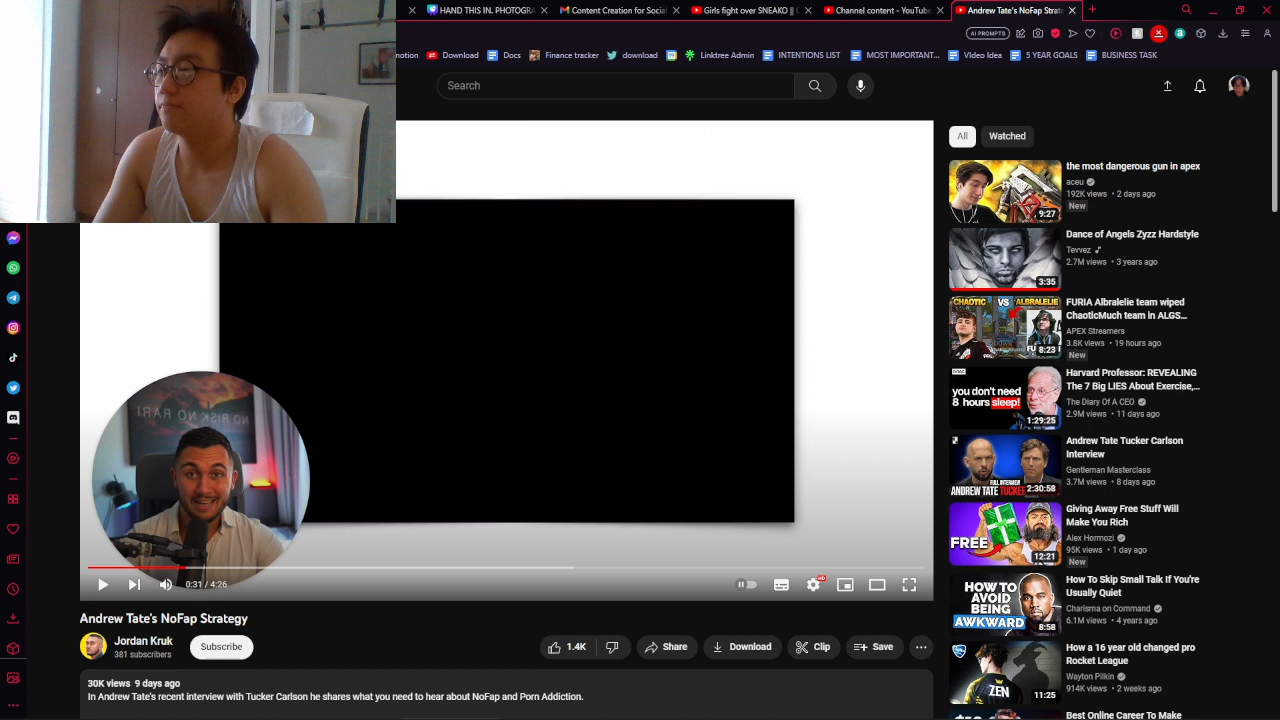 HAND THIS IN. PHOTOGRA
Content Creation for Social
Girls fight over SNEAKO ||
Channel content - YouTube
Andrew Tate's NoFap Strate
AI PROMPTS
motion
Download
Docs
Finance tracker
download
Linktree Admin
INTENTIONS LIST
MOST IMPORTANT...
Video Idea
5 YEAR GOALS
BUSINESS TASK
Search
All
Watched
the most dangerous gun in apex
aceu
192K views • 2 days ago
New
9:27
Dance of Angels Zyzz Hardstyle
Tevvez
2.7M views • 3 years ago
3:35
CHAOTIC VS ALBRALELIE
8:23
FURIA Albralelie team wiped
ChaoticMuch team in ALGS...
APEX Streamers
3.8K views • 19 hours ago
New
you don't need
8 hours sleep!
1:29:25
Harvard Professor: REVEALING
The 7 Big LIES About Exercise,...
The Diary Of A CEO
2.9M views • 11 days ago
FULL INTERVIEW
ANDREW TATE TUCKER
2:30:58
Andrew Tate Tucker Carlson
Interview
Gentleman Masterclass
3.7M views • 8 days ago
FREE
12:21
Giving Away Free Stuff Will
Make You Rich
Alex Hormozi
95K views • 1 day ago
New
HOW TO
AVOID
BEING
AWKWARD
8:58
How To Skip Small Talk If You're
Usually Quiet
Charisma on Command
6.1M views • 4 years ago
ZEN
11:25
How a 16 year old changed pro
Rocket League
Wayton Pilkin
914K views • 2 weeks ago
Best Online Career To Make
NO RISK NO RARI
0:31 / 4:26
HD
Andrew Tate's NoFap Strategy
Jordan Kruk
381 subscribers
Subscribe
1.4K
Share
Download
Clip
Save
30K views 9 days ago
In Andrew Tate's recent interview with Tucker Carlson he shares what you need to hear about NoFap and Porn Addiction.